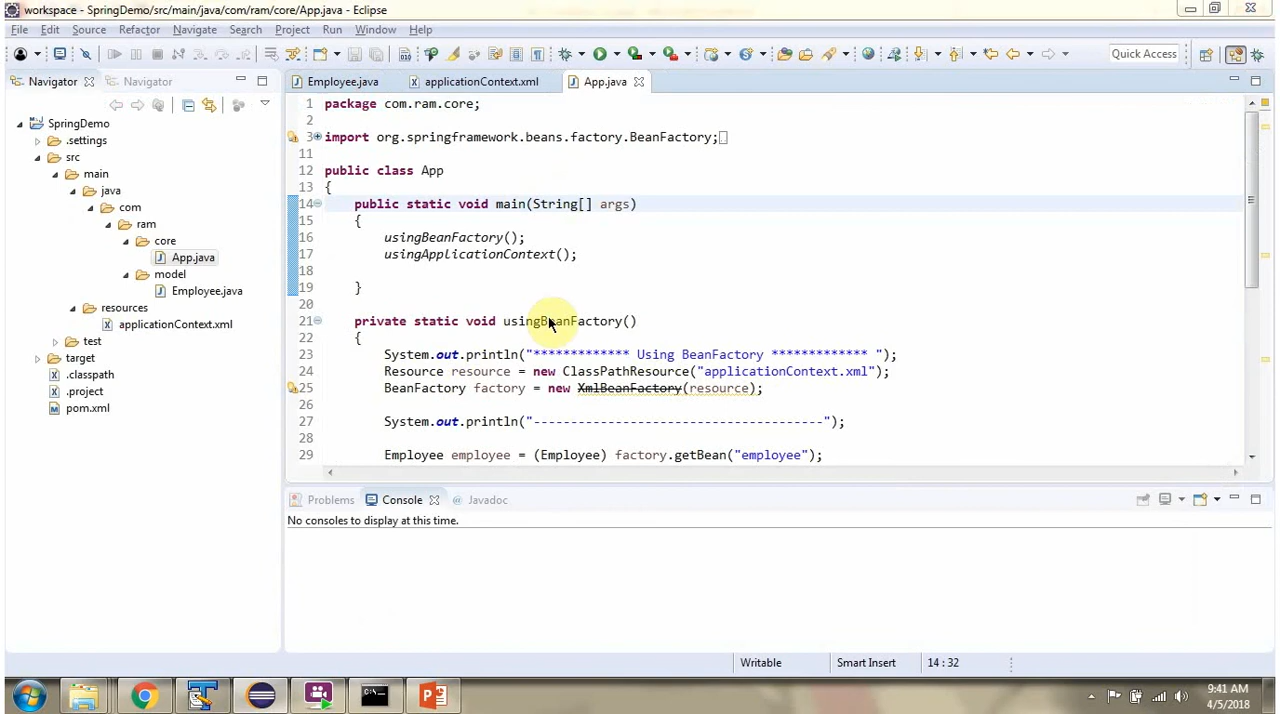 workspace - SpringDemo/src/main/java/com/ram/core/App.java - Eclipse
File Edit Source Refactor Navigate Search Project Run Window Help
Quick Access
Navigator
Navigator
SpringDemo
.settings
src
main
java
com
ram
core
App.java
model
Employee.java
resources
applicationContext.xml
test
target
.classpath
.project
pom.xml
Employee.java applicationContext.xml App.java
1 package com.ram.core;
2
3 import org.springframework.beans.factory.BeanFactory;
11
12 public class App
13 {
14 public static void main(String[] args)
15 {
16 usingBeanFactory();
17 usingApplicationContext();
18
19 }
20
21 private static void usingBeanFactory()
22 {
23 System.out.println("************* Using BeanFactory ************* ");
24 Resource resource = new ClassPathResource("applicationContext.xml");
25 BeanFactory factory = new XmlBeanFactory(resource);
26
27 System.out.println("---------------------------------------");
28
29 Employee employee = (Employee) factory.getBean("employee");
Problems Console Javadoc
No consoles to display at this time.
Writable Smart Insert 14 : 32
9:41 AM
4/5/2018